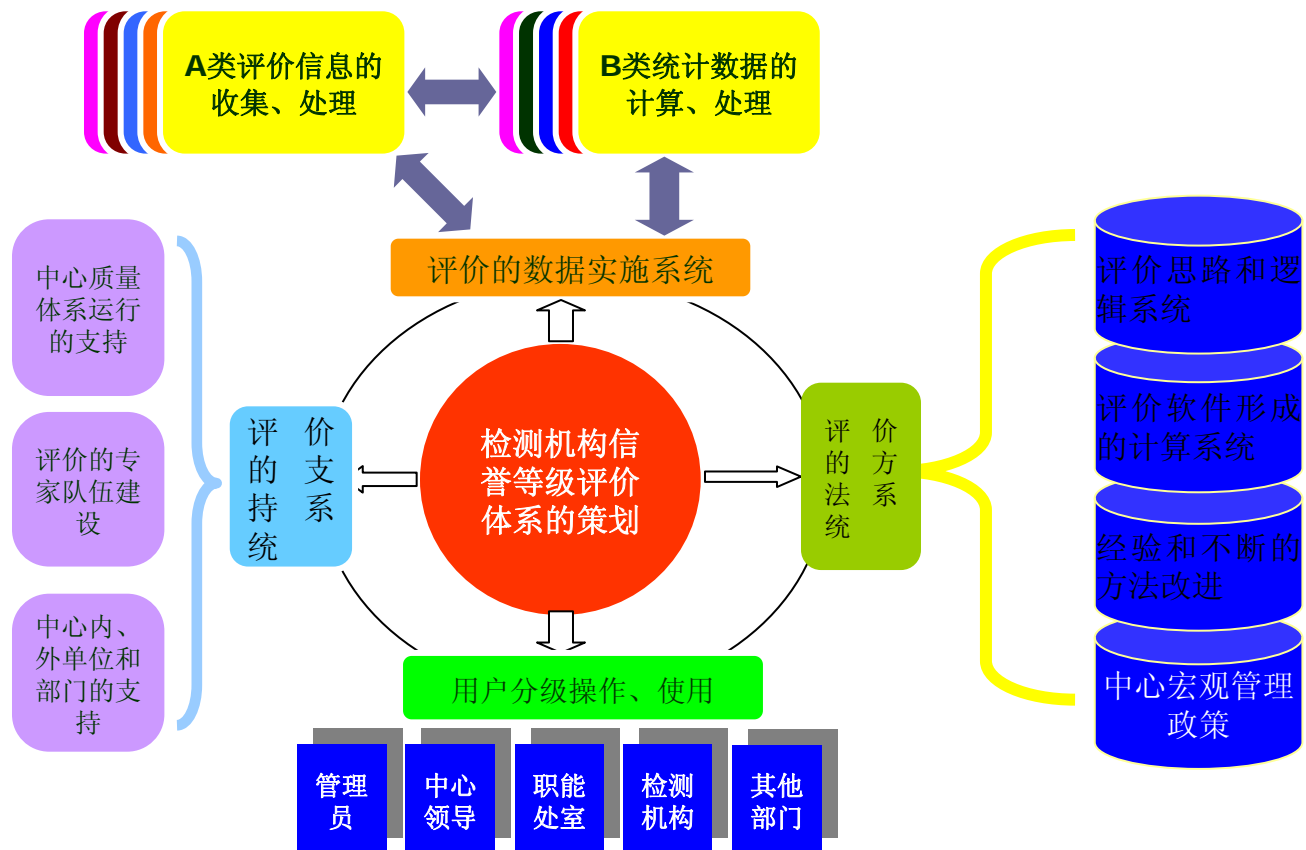 A类评价信息的
收集、处理
B类统计数据的
计算、处理
评价的数据实施系统
中心质量
体系运行
的支持
评价的专
家队伍建
设
中心内、
外单位和
部门的支
持
评价
的支
持系
统
检测机构信
誉等级评价
体系的策划
评价
的方
法系
统
评价思路和逻
辑系统
评价软件形成
的计算系统
经验和不断的
方法改进
中心宏观管理
政策
用户分级操作、使用
管理
员
中心
领导
职能
处室
检测
机构
其他
部门